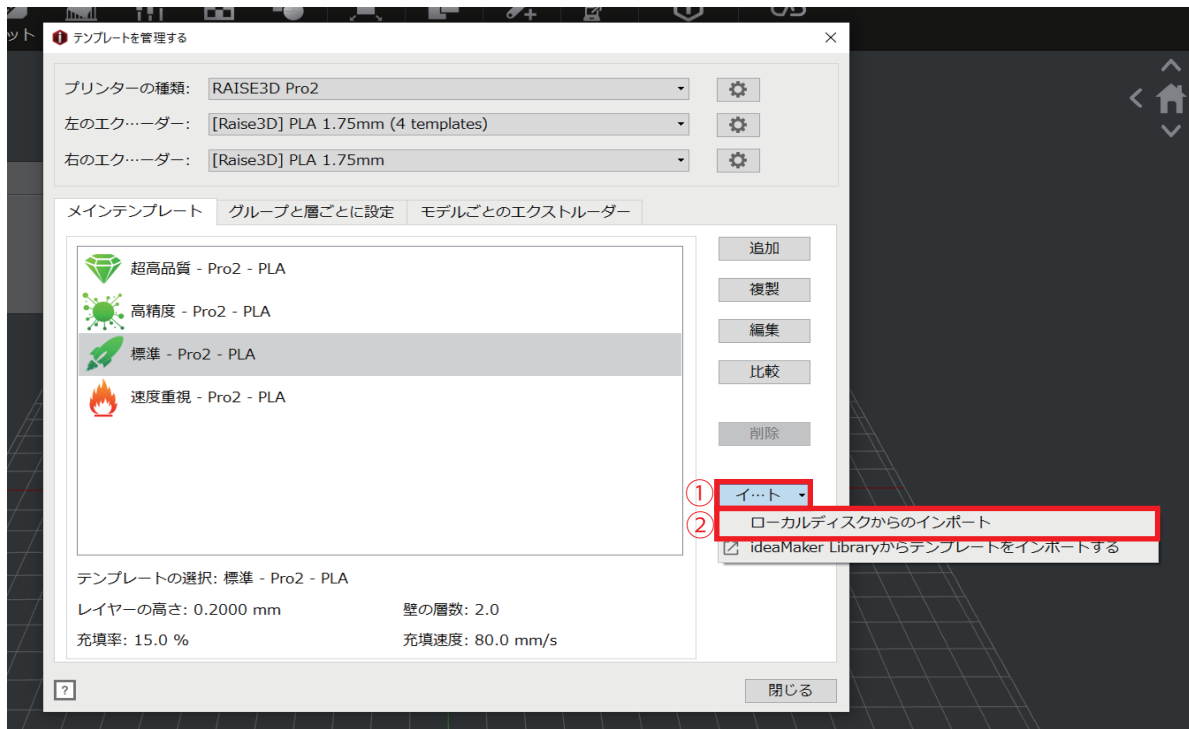 ット
テンプレートを管理する
プリンターの種類: RAISE3D Pro2
左のエク…ーダー: [Raise3D] PLA 1.75mm (4 templates)
右のエク…ーダー: [Raise3D] PLA 1.75mm
メインテンプレート グループと層ごとに設定 モデルごとのエクストルーダー
超高品質 - Pro2 - PLA
高精度 - Pro2 - PLA
標準 - Pro2 - PLA
速度重視 - Pro2 - PLA
追加
複製
編集
比較
削除
① イ…ト
② ローカルディスクからのインポート
ideaMaker Libraryからテンプレートをインポートする
テンプレートの選択: 標準 - Pro2 - PLA
レイヤーの高さ: 0.2000 mm 壁の層数: 2.0
充填率: 15.0 % 充填速度: 80.0 mm/s
?
閉じる